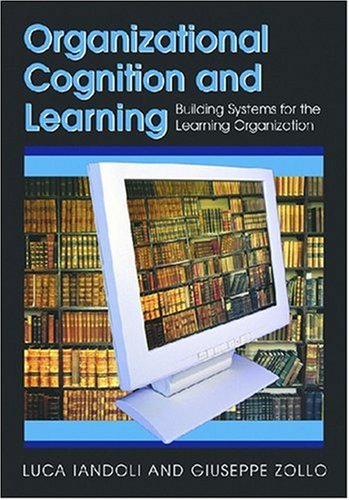 Organizational
Cognition and
Learning
Building Systems for the
Learning Organization
LUCA IANDOLI AND GIUSEPPE ZOLLO